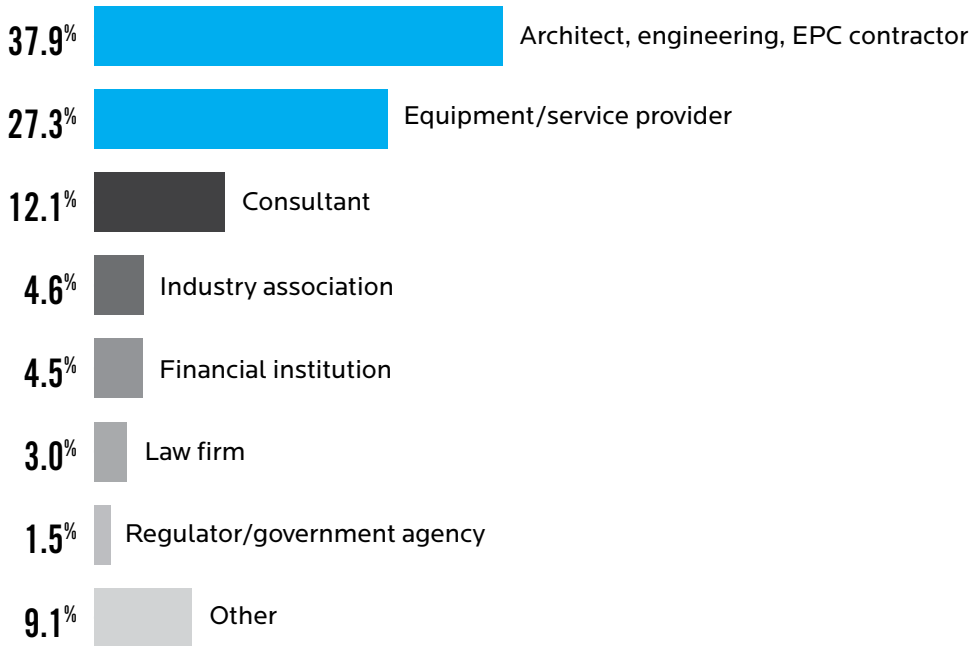 37.9% Architect, engineering, EPC contractor
27.3% Equipment/service provider
12.1% Consultant
4.6% Industry association
4.5% Financial institution
3.0% Law firm
1.5% Regulator/government agency
9.1% Other